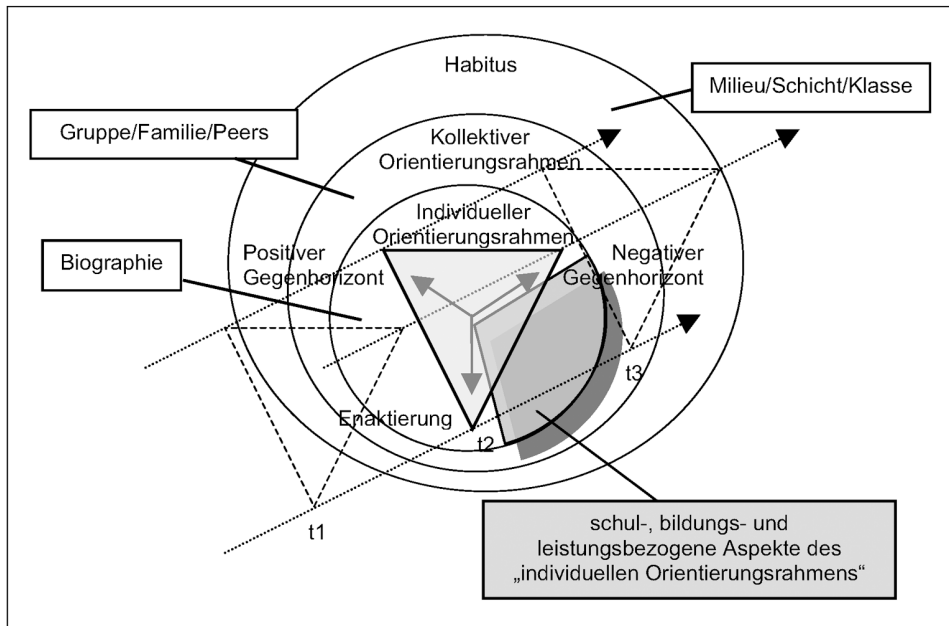 Habitus
Milieu/Schicht/Klasse
Gruppe/Familie/Peers
Kollektiver
Orientierungsrahmen
Individueller
Orientierungsrahmen
Biographie
Positiver
Gegenhorizont
Negativer
Gegenhorizont
t3
Enaktierung
t2
t1
schul-, bildungs- und
leistungsbezogene Aspekte des
„individuellen Orientierungsrahmens“